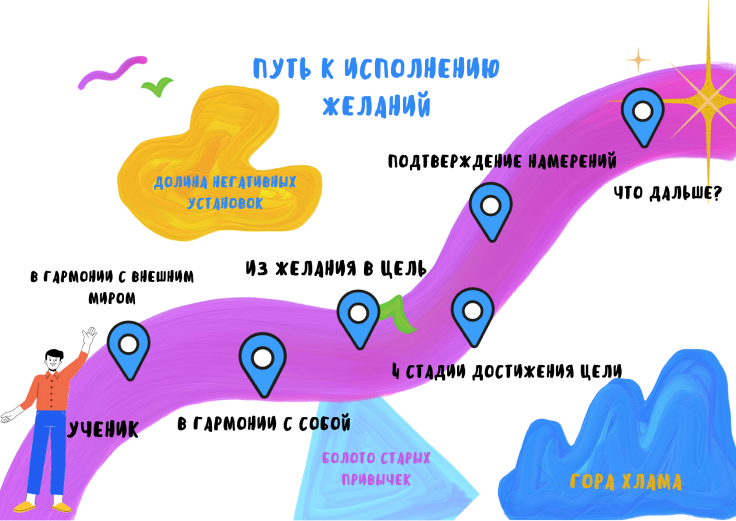 ПУТЬ К ИСПОЛНЕНИЮ
ЖЕЛАНИЙ
ПОДТВЕРЖДЕНИЕ НАМЕРЕНИЙ
ЧТО ДАЛЬШЕ?
ДОЛИНА НЕГАТИВНЫХ
УСТАНОВОК
ИЗ ЖЕЛАНИЯ В ЦЕЛЬ
В ГАРМОНИИ С ВНЕШНИМ
МИРОМ
4 СТАДИИ ДОСТИЖЕНИЯ ЦЕЛИ
УЧЕНИК
В ГАРМОНИИ С СОБОЙ
БОЛОТО СТАРЫХ
ПРИВЫЧЕК
ГОРА ХЛАМА